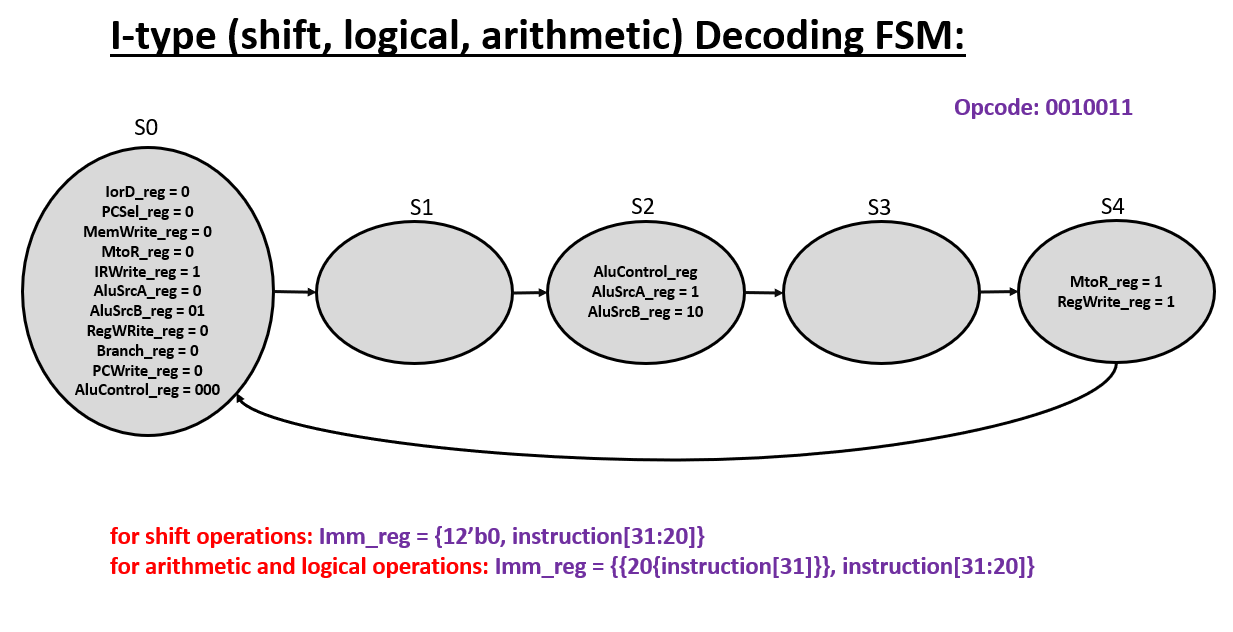 I-type (shift, logical, arithmetic) Decoding FSM:
Opcode: 0010011
S0
IorD_reg = 0
PCSel_reg = 0
MemWrite_reg = 0
MtoR_reg = 0
IRWrite_reg = 1
AluSrcA_reg = 0
AluSrcB_reg = 01
RegWRite_reg = 0
Branch_reg = 0
PCWrite_reg = 0
AluControl_reg = 000
S1
S2
AluControl_reg
AluSrcA_reg = 1
AluSrcB_reg = 10
S3
S4
MtoR_reg = 1
RegWrite_reg = 1
for shift operations: Imm_reg = {12’b0, instruction[31:20]}
for arithmetic and logical operations: Imm_reg = {{20{instruction[31]}}, instruction[31:20]}